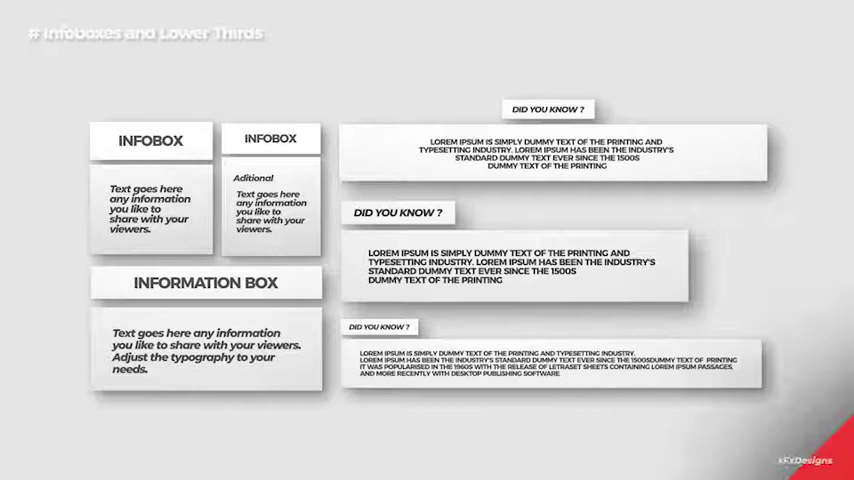 # Infoboxes and Lower Thirds
INFOBOX
Text goes here
any information
you like to
share with your
viewers.
INFOBOX
Aditional
Text goes here
any information
you like to
share with your
viewers.
INFORMATION BOX
Text goes here any information
you like to share with your viewers.
Adjust the typography to your
needs.
DID YOU KNOW ?
LOREM IPSUM IS SIMPLY DUMMY TEXT OF THE PRINTING AND
TYPESETTING INDUSTRY. LOREM IPSUM HAS BEEN THE INDUSTRY'S
STANDARD DUMMY TEXT EVER SINCE THE 1500S
DUMMY TEXT OF THE PRINTING
DID YOU KNOW ?
LOREM IPSUM IS SIMPLY DUMMY TEXT OF THE PRINTING AND
TYPESETTING INDUSTRY. LOREM IPSUM HAS BEEN THE INDUSTRY'S
STANDARD DUMMY TEXT EVER SINCE THE 1500S
DUMMY TEXT OF THE PRINTING
DID YOU KNOW ?
LOREM IPSUM IS SIMPLY DUMMY TEXT OF THE PRINTING AND TYPESETTING INDUSTRY.
LOREM IPSUM HAS BEEN THE INDUSTRY'S STANDARD DUMMY TEXT EVER SINCE THE 1500SDUMMY TEXT OF PRINTING
IT WAS POPULARISED IN THE 1960S WITH THE RELEASE OF LETRASET SHEETS CONTAINING LOREM IPSUM PASSAGES,
AND MORE RECENTLY WITH DESKTOP PUBLISHING SOFTWARE